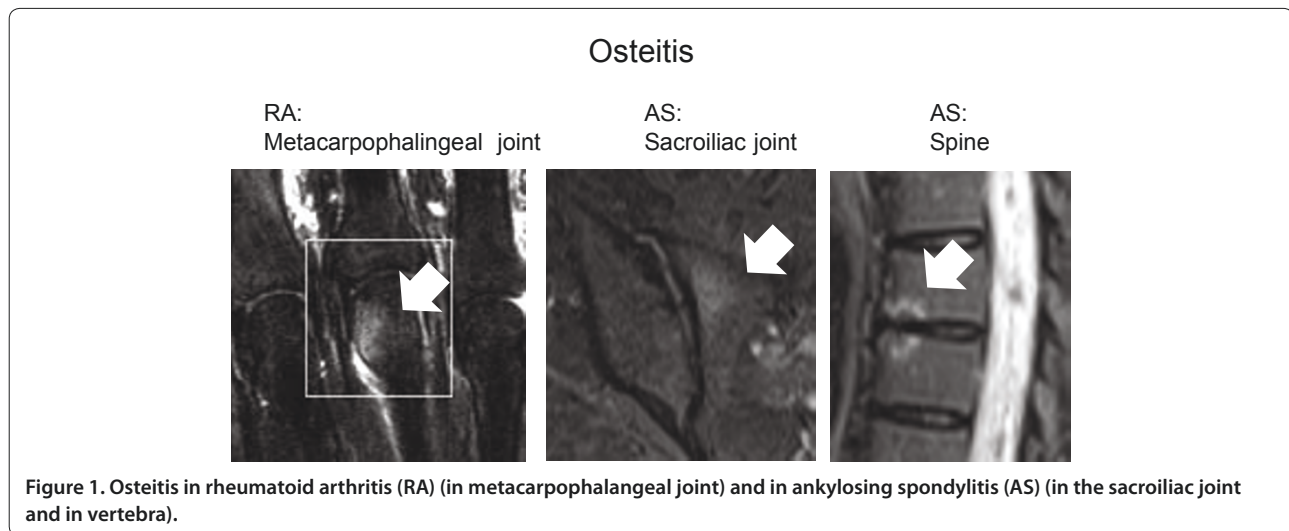 Osteitis
RA:
Metacarpophalingeal joint
AS:
Sacroiliac joint
AS:
Spine
Figure 1. Osteitis in rheumatoid arthritis (RA) (in metacarpophalangeal joint) and in ankylosing spondylitis (AS) (in the sacroiliac joint
and in vertebra).